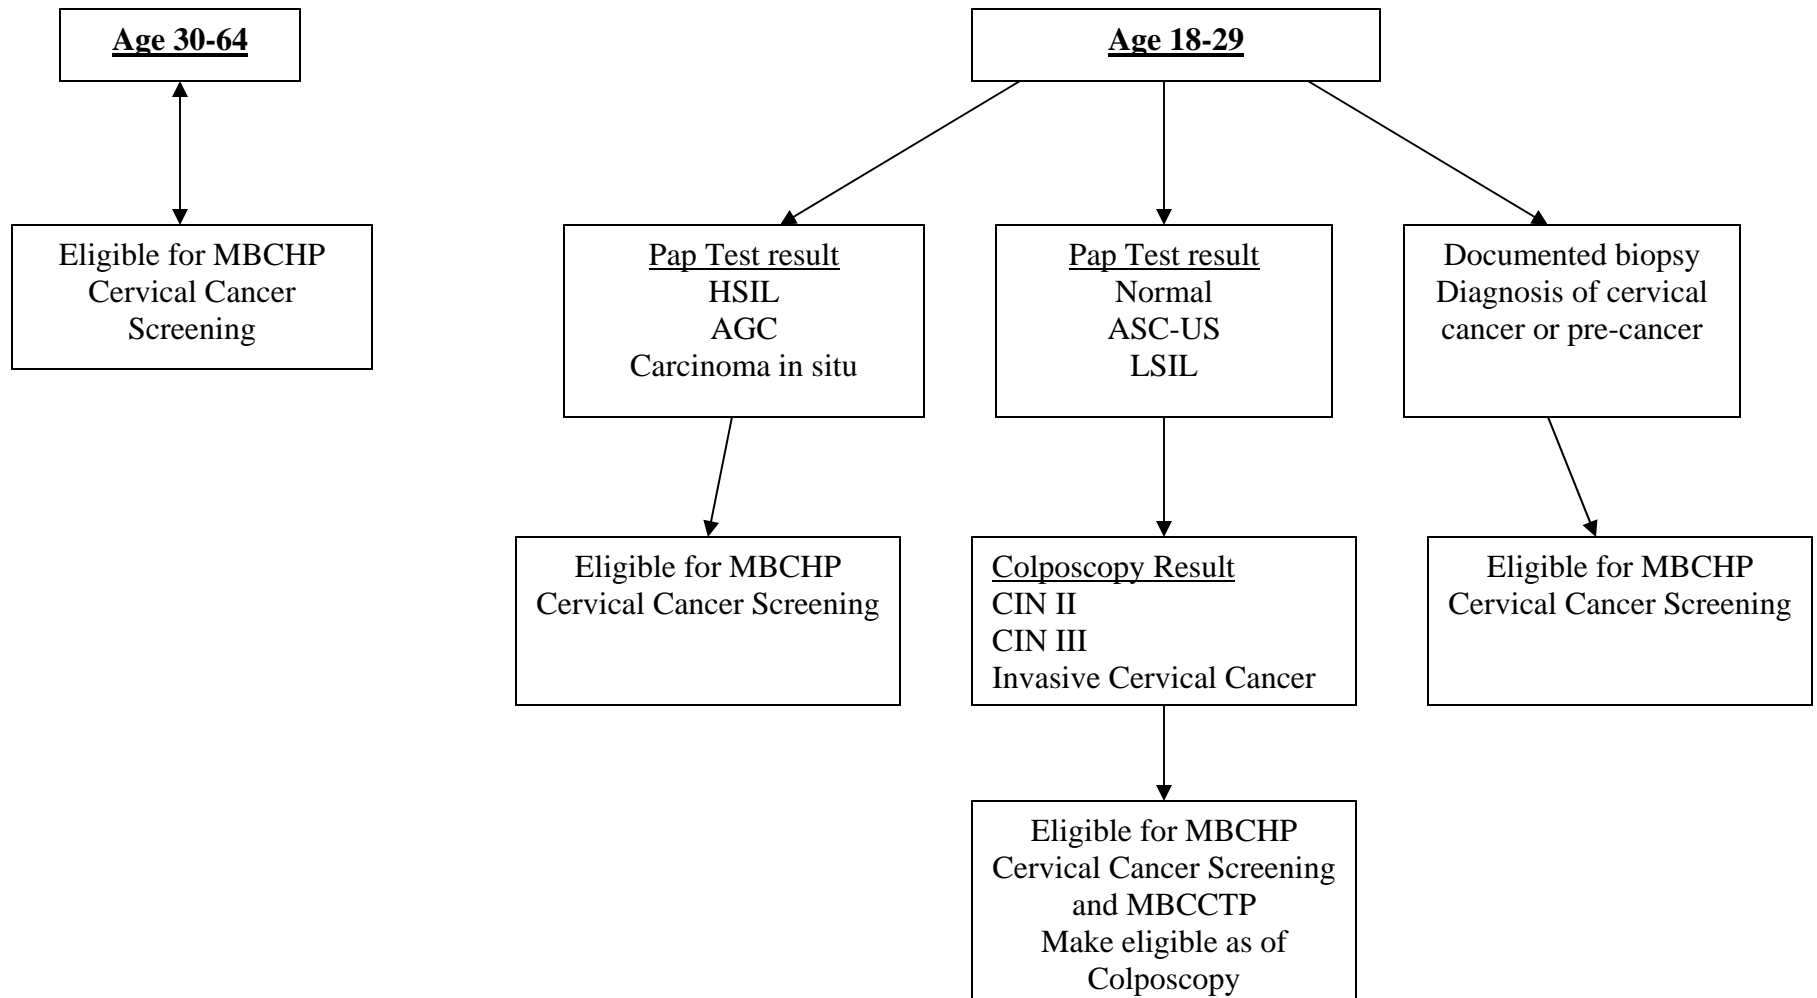 Age 30-64
Age 18-29
Eligible for MBCHP
Cervical Cancer
Screening
Pap Test result
HSIL
AGC
Carcinoma in situ
Pap Test result
Normal
ASC-US
LSIL
Documented biopsy
Diagnosis of cervical
cancer or pre-cancer
Eligible for MBCHP
Cervical Cancer Screening
Colposcopy Result
CIN II
CIN III
Invasive Cervical Cancer
Eligible for MBCHP
Cervical Cancer Screening
Eligible for MBCHP
Cervical Cancer Screening
and MBCCTP
Make eligible as of
Colposcopy